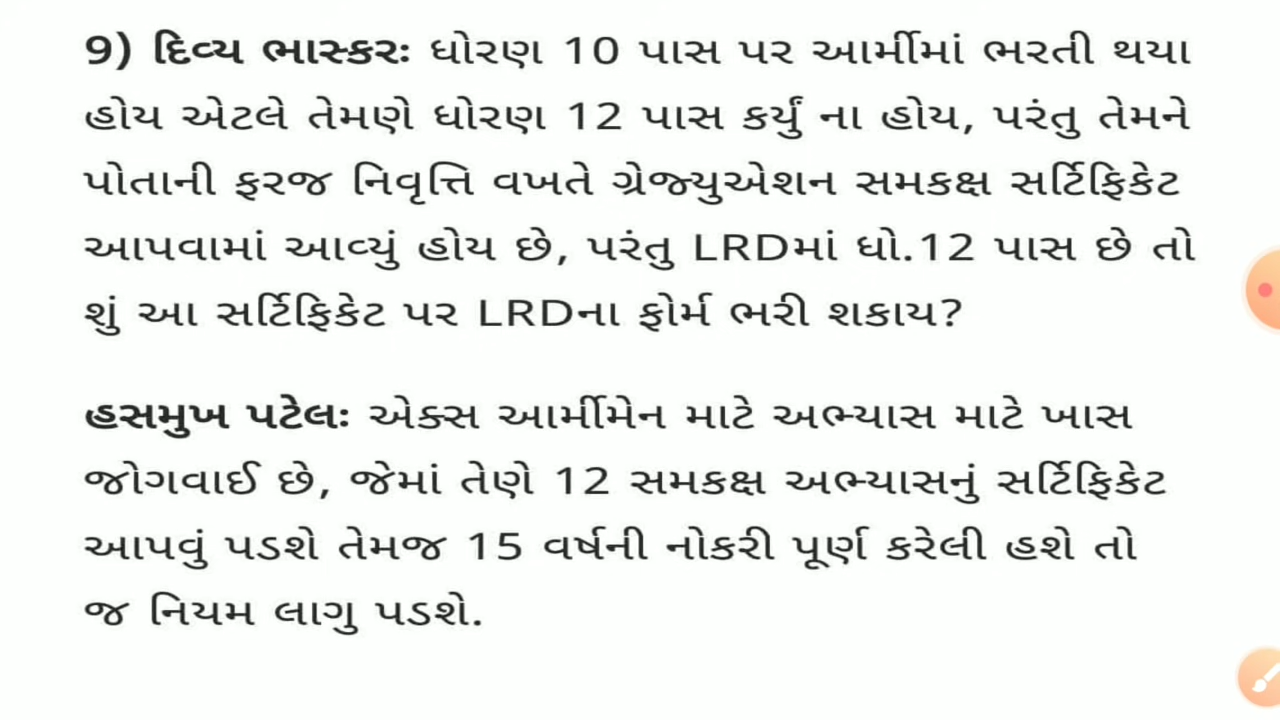 9) દિવ્ય ભાસ્કરઃ ધોરણ 10 પાસ પર આર્મીમાં ભરતી થયા
હોય એટલે તેમણે ધોરણ 12 પાસ કર્યું ના હોય, પરંતુ તેમને
પોતાની ફરજ નિવૃત્તિ વખતે ગ્રેજ્યુએશન સમકક્ષ સર્ટિફિકેટ
આપવામાં આવ્યું હોય છે, પરંતુ LRDમાં ધો.12 પાસ છે તો
શું આ સર્ટિફિકેટ પર LRDના ફોર્મ ભરી શકાય?
હસમુખ પટેલઃ એક્સ આર્મીમેન માટે અભ્યાસ માટે ખાસ
જોગવાઈ છે, જેમાં તેણે 12 સમકક્ષ અભ્યાસનું સર્ટિફિકેટ
આપવું પડશે તેમજ 15 વર્ષની નોકરી પૂર્ણ કરેલી હશે તો
જ નિયમ લાગુ પડશે.